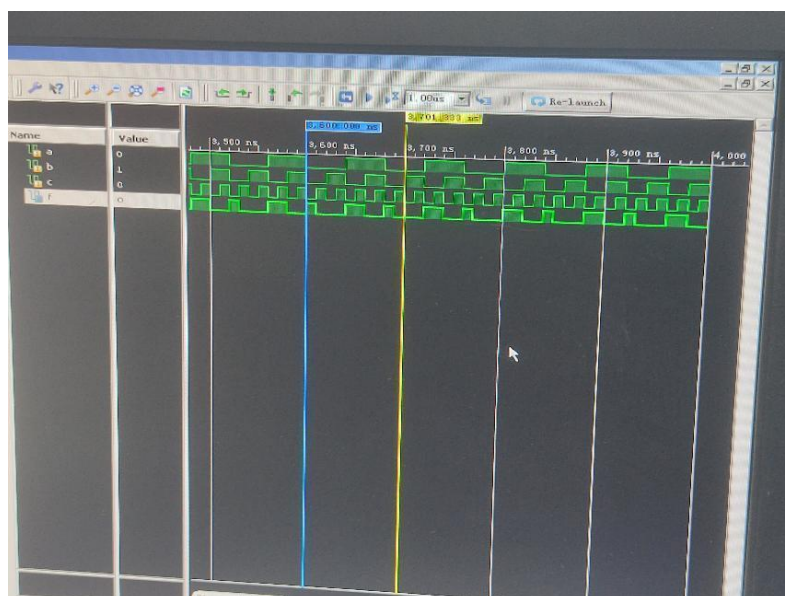 1.00us
Re-launch
3,600.000 ns
3,701.333 ns
Name
Value
3,500 ns
3,600 ns
3,700 ns
3,800 ns
3,900 ns
4,000
a
0
b
1
c
0
f
0